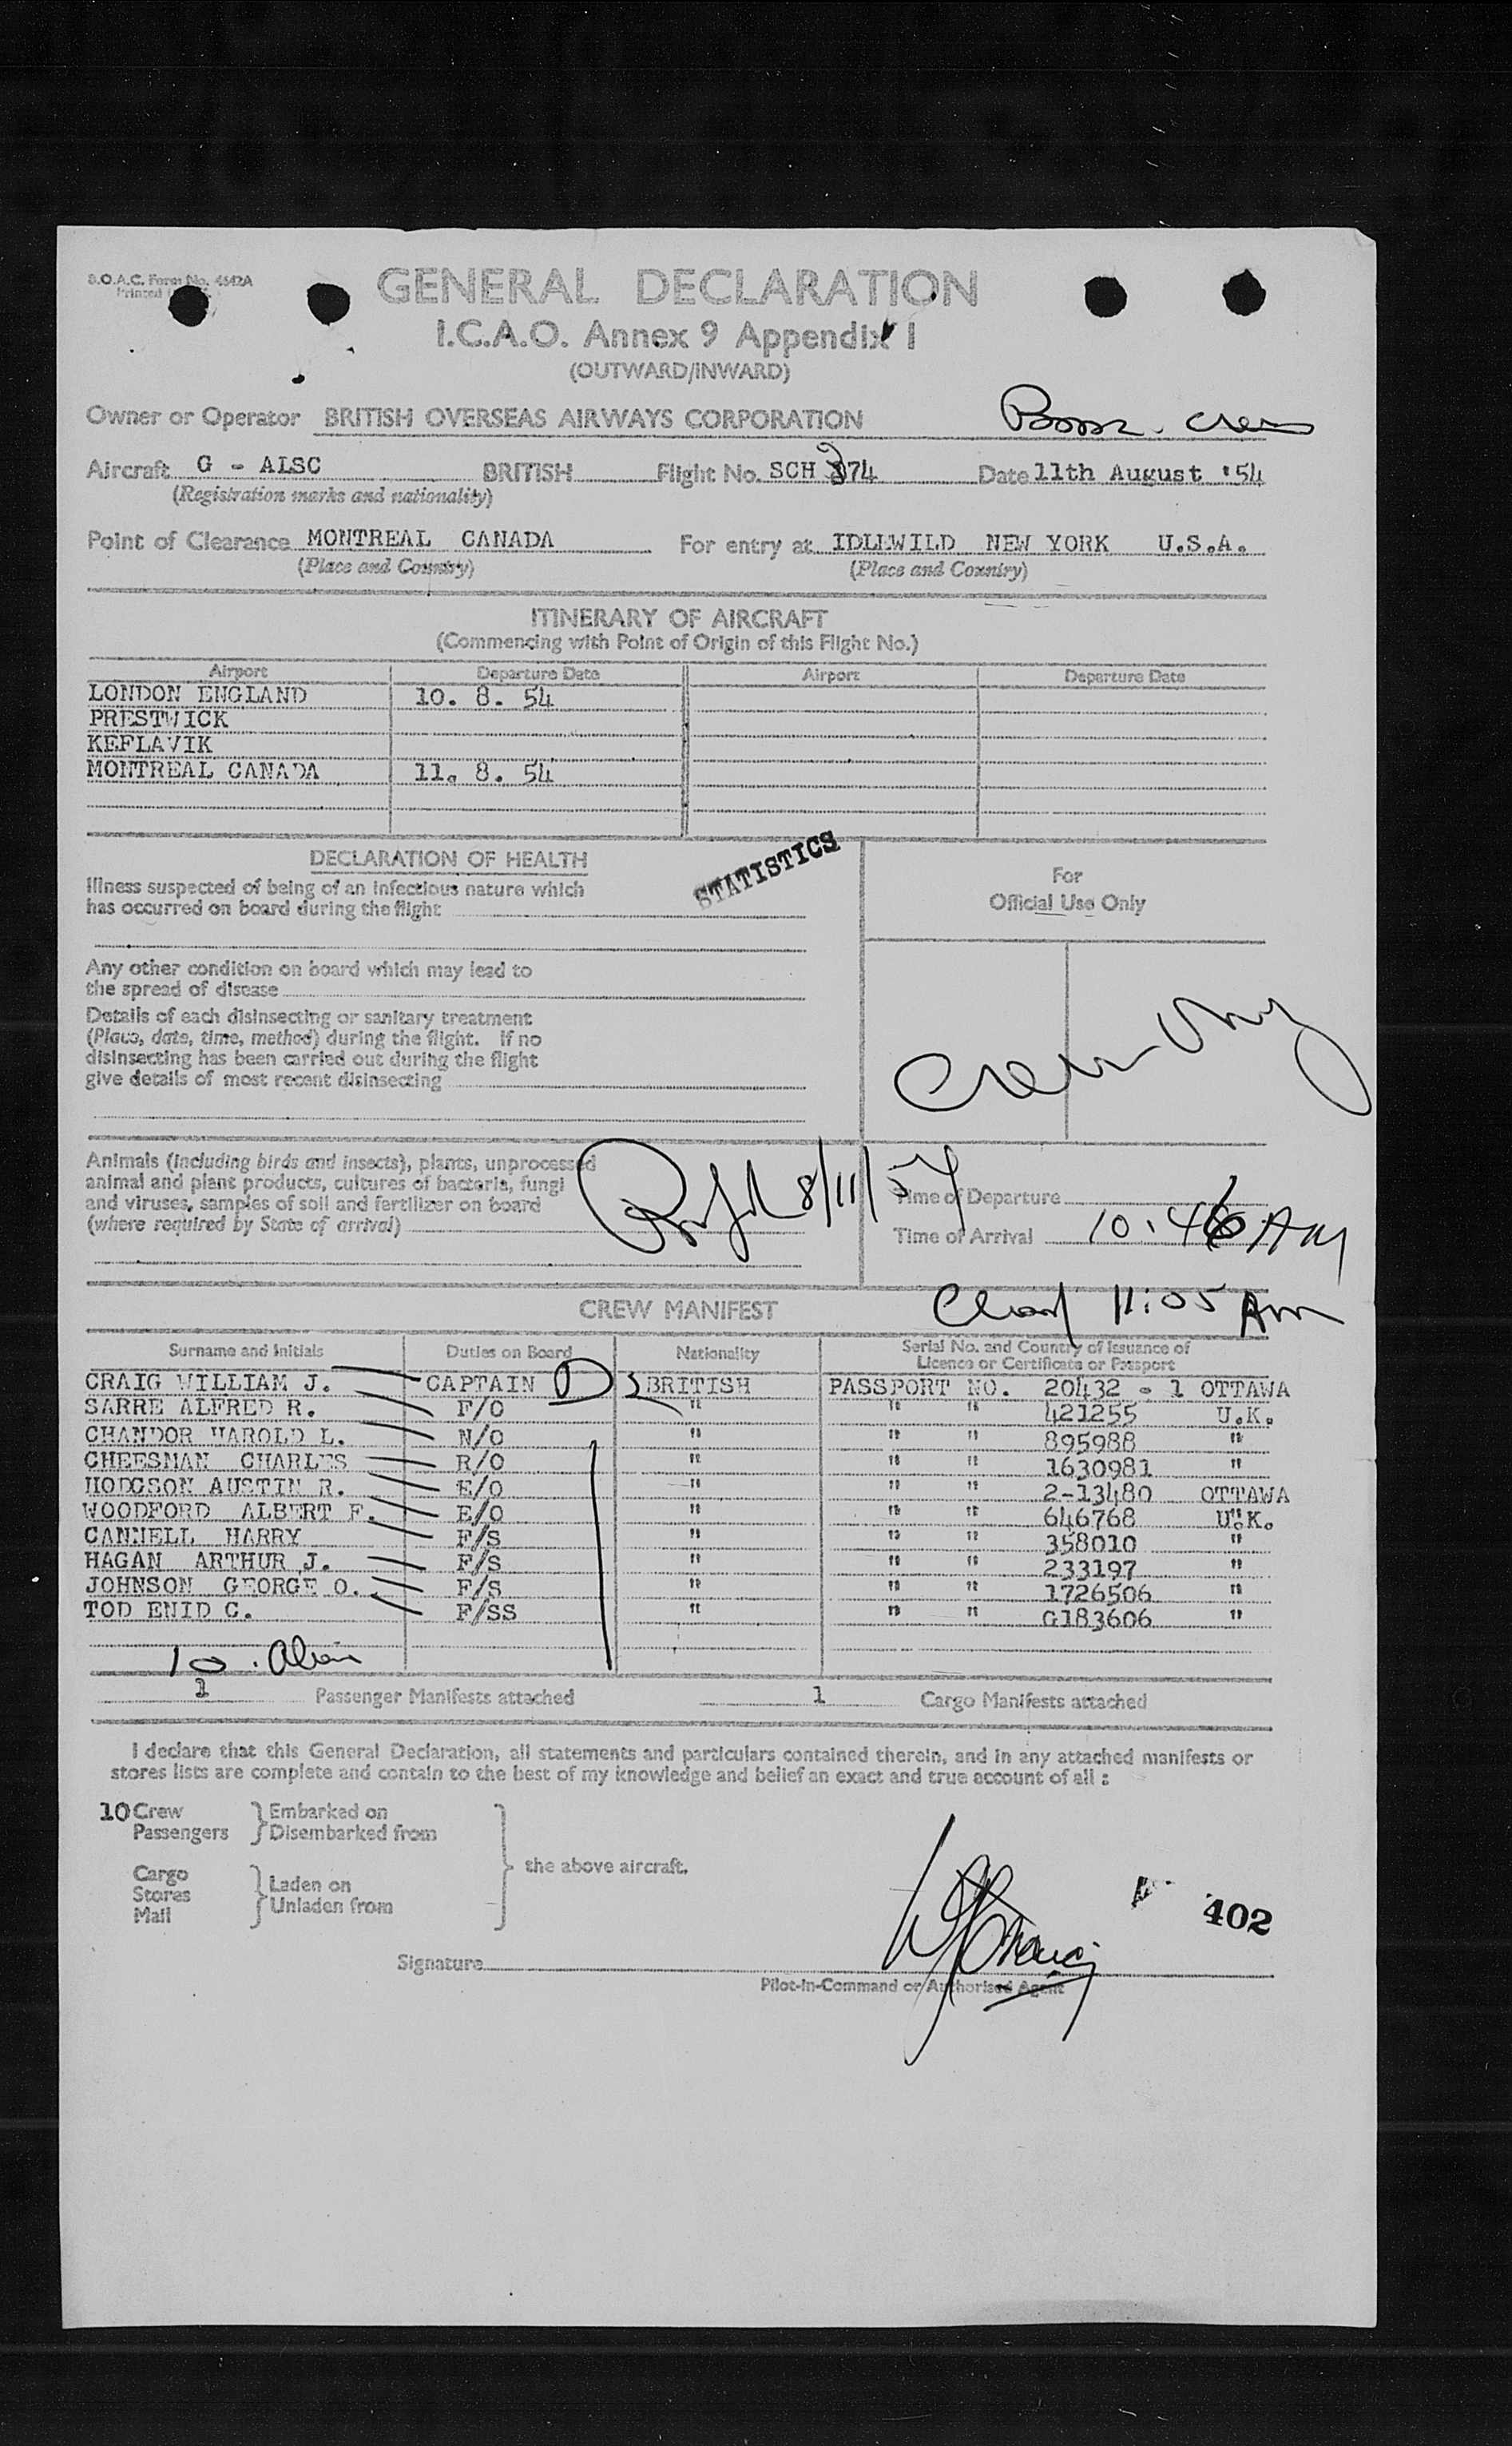 B.O.A.C. Form No. 4642A
Printed
GENERAL DECLARATION
I.C.A.O. Annex 9 Appendix I
(OUTWARD/INWARD)
Owner or Operator BRITISH OVERSEAS AIRWAYS CORPORATION
Aircraft G - ALSC BRITISH Flight No. SCH 374 Date 11th August '54
(Registration marks and nationality)
Point of Clearance MONTREAL CANADA For entry at IDLEWILD NEW YORK U.S.A.
(Place and Country) (Place and Country)
ITINERARY OF AIRCRAFT
(Commencing with Point of Origin of this Flight No.)
Airport Departure Date Airport Departure Date
LONDON ENGLAND 10. 8. 54
PRESTWICK
KEFLAVIK
MONTREAL CANADA 11. 8. 54
STATISTICS
DECLARATION OF HEALTH
Illness suspected of being of an infectious nature which
has occurred on board during the flight
For
Official Use Only
Any other condition on board which may lead to
the spread of disease
Details of each disinsecting or sanitary treatment
(Place, date, time, method) during the flight. If no
disinsecting has been carried out during the flight
give details of most recent disinsecting
Crew Only
Animals (including birds and insects), plants, unprocessed
animal and plant products, cultures of bacteria, fungi
and viruses, samples of soil and fertilizer on board
(where required by State of arrival)
8/11/54
Time of Departure
Time of Arrival 10:46 AM
11:05 Am
CREW MANIFEST
Surname and Initials Duties on Board Nationality Serial No. and Country of Issuance of
Licence or Certificate or Passport
CRAIG WILLIAM J. CAPTAIN BRITISH PASSPORT NO. 20432 - 1 OTTAWA
SARRE ALFRED R. F/O " " " 421255 U.K.
CHANDOR HAROLD L. N/O " " " 895988 "
CHEESMAN CHARLES R/O " " " 1630981 "
HODGSON AUSTIN R. E/O " " " 2-13480 OTTAWA
WOODFORD ALBERT F. E/O " " " 646768 U.K.
CANNELL HARRY F/S " " " 358010 "
HAGAN ARTHUR J. F/S " " " 233197 "
JOHNSON GEORGE O. F/S " " " 1726506 "
TOD ENID C. F/SS " " " G183606 "
10
1 Passenger Manifests attached 1 Cargo Manifests attached
I declare that this General Declaration, all statements and particulars contained therein, and in any attached manifests or
stores lists are complete and contain to the best of my knowledge and belief an exact and true account of all :
10 Crew } Embarked on
Passengers } Disembarked from
the above aircraft.
Cargo
Stores } Laden on
Mail } Unladen from
402
Signature
Pilot-in-Command or Authorised Agent